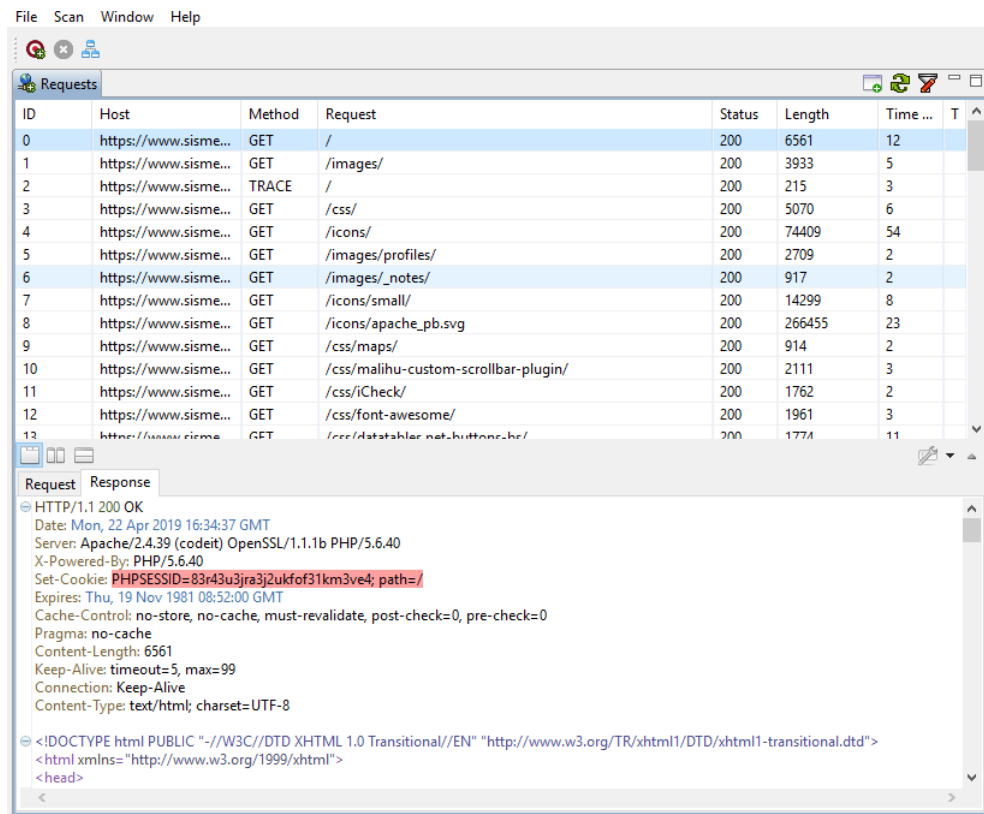 File Scan Window Help
Requests
ID Host Method Request Status Length Time ... T
0 https://www.sisme... GET / 200 6561 12
1 https://www.sisme... GET /images/ 200 3933 5
2 https://www.sisme... TRACE / 200 215 3
3 https://www.sisme... GET /css/ 200 5070 6
4 https://www.sisme... GET /icons/ 200 74409 54
5 https://www.sisme... GET /images/profiles/ 200 2709 2
6 https://www.sisme... GET /images/_notes/ 200 917 2
7 https://www.sisme... GET /icons/small/ 200 14299 8
8 https://www.sisme... GET /icons/apache_pb.svg 200 266455 23
9 https://www.sisme... GET /css/maps/ 200 914 2
10 https://www.sisme... GET /css/malihu-custom-scrollbar-plugin/ 200 2111 3
11 https://www.sisme... GET /css/iCheck/ 200 1762 2
12 https://www.sisme... GET /css/font-awesome/ 200 1961 3
13 https://www.sisme... GET /css/datatables.net-buttons-bs/ 200 1774 11
Request Response
HTTP/1.1 200 OK
Date: Mon, 22 Apr 2019 16:34:37 GMT
Server: Apache/2.4.39 (codeit) OpenSSL/1.1.1b PHP/5.6.40
X-Powered-By: PHP/5.6.40
Set-Cookie: PHPSESSID=83r43u3jra3j2ukfof31km3ve4; path=/
Expires: Thu, 19 Nov 1981 08:52:00 GMT
Cache-Control: no-store, no-cache, must-revalidate, post-check=0, pre-check=0
Pragma: no-cache
Content-Length: 6561
Keep-Alive: timeout=5, max=99
Connection: Keep-Alive
Content-Type: text/html; charset=UTF-8
<!DOCTYPE html PUBLIC "-//W3C//DTD XHTML 1.0 Transitional//EN" "http://www.w3.org/TR/xhtml1/DTD/xhtml1-transitional.dtd">
<html xmlns="http://www.w3.org/1999/xhtml">
<head>